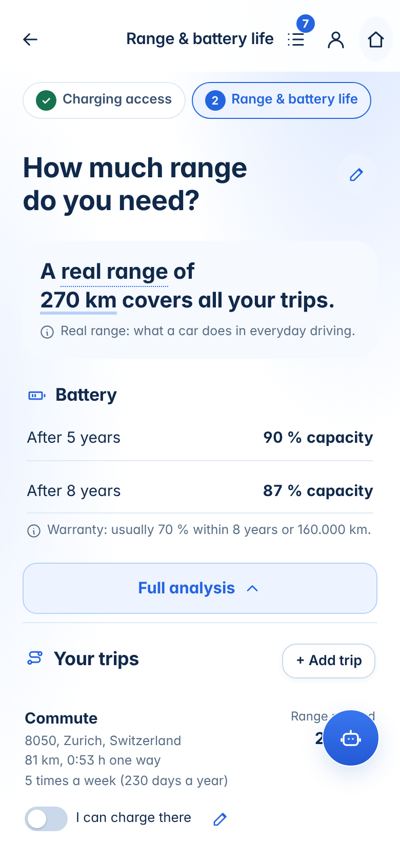 Range & battery life
7
Charging access
2 Range & battery life
How much range
do you need?
A real range of
270 km covers all your trips.
Real range: what a car does in everyday driving.
Battery
After 5 years 90 % capacity
After 8 years 87 % capacity
Warranty: usually 70 % within 8 years or 160.000 km.
Full analysis
Your trips
+ Add trip
Commute
Range
8050, Zurich, Switzerland
81 km, 0:53 h one way
5 times a week (230 days a year)
I can charge there